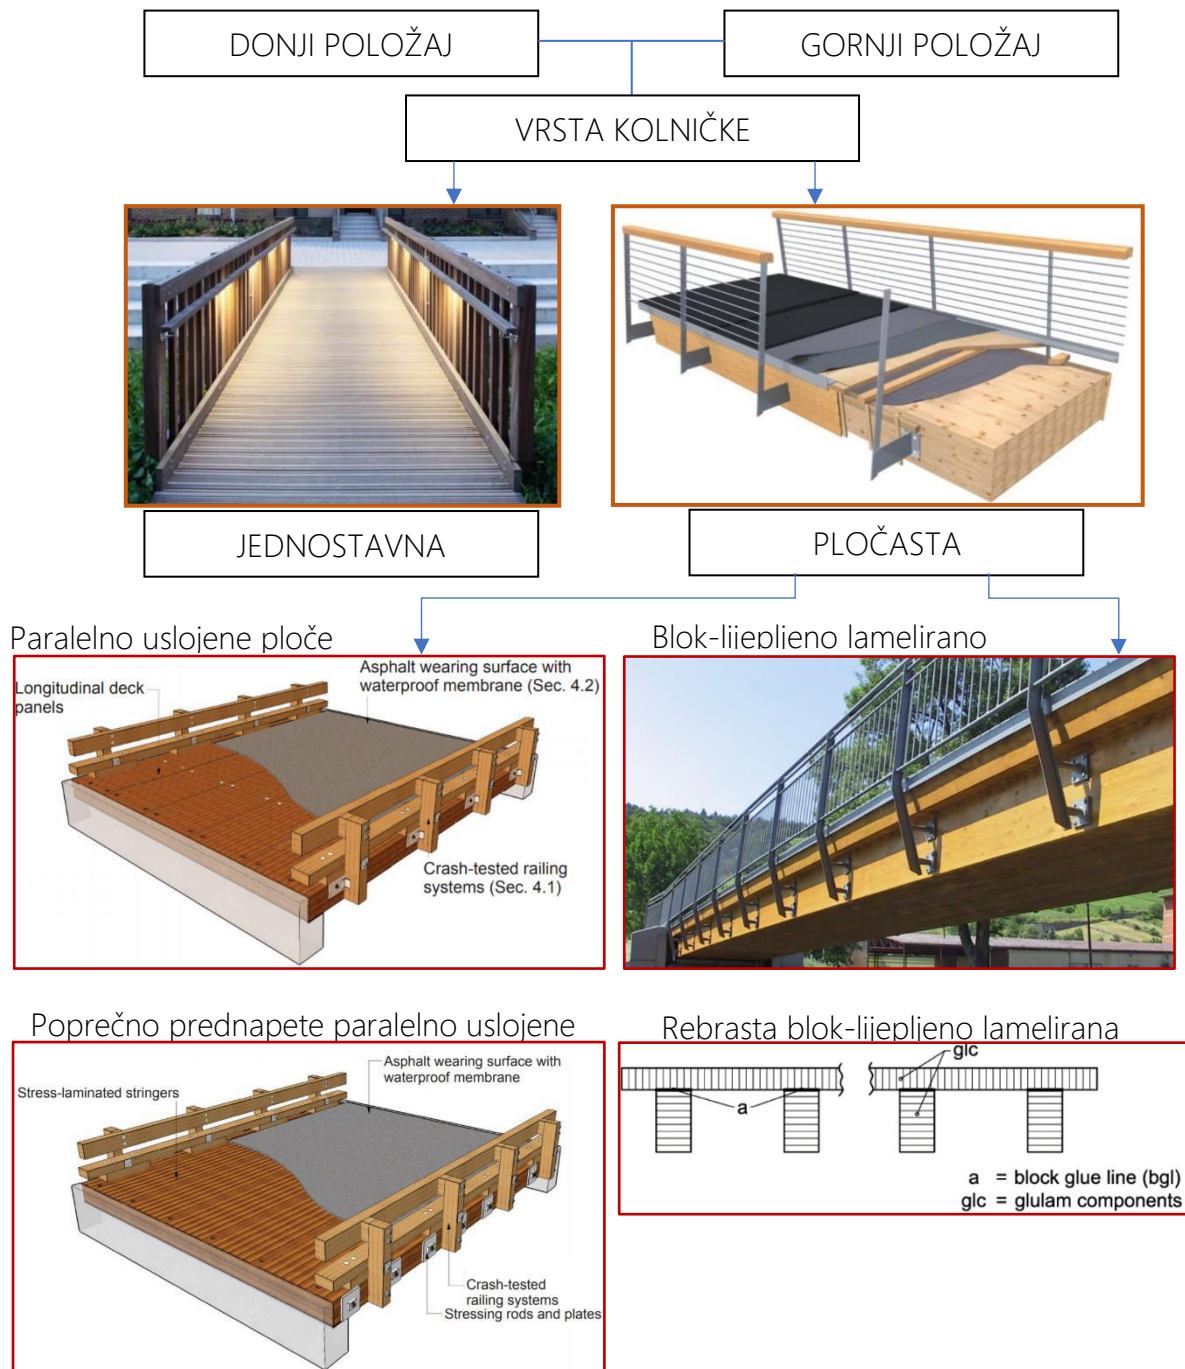 DONJI POLOŽAJ
GORNJI POLOŽAJ
VRSTA KOLNIČKE
JEDNOSTAVNA
PLOČASTA
Paralelno uslojene ploče
Blok-lijepljeno lamelirano
Longitudinal deck
panels
Asphalt wearing surface with
waterproof membrane (Sec. 4.2)
Crash-tested railing
systems (Sec. 4.1)
Poprečno prednapete paralelno uslojene
Rebrasta blok-lijepljeno lamelirana
Stress-laminated stringers
Asphalt wearing surface with
waterproof membrane
Crash-tested
railing systems
Stressing rods and plates
glc
a
a = block glue line (bgl)
glc = glulam components